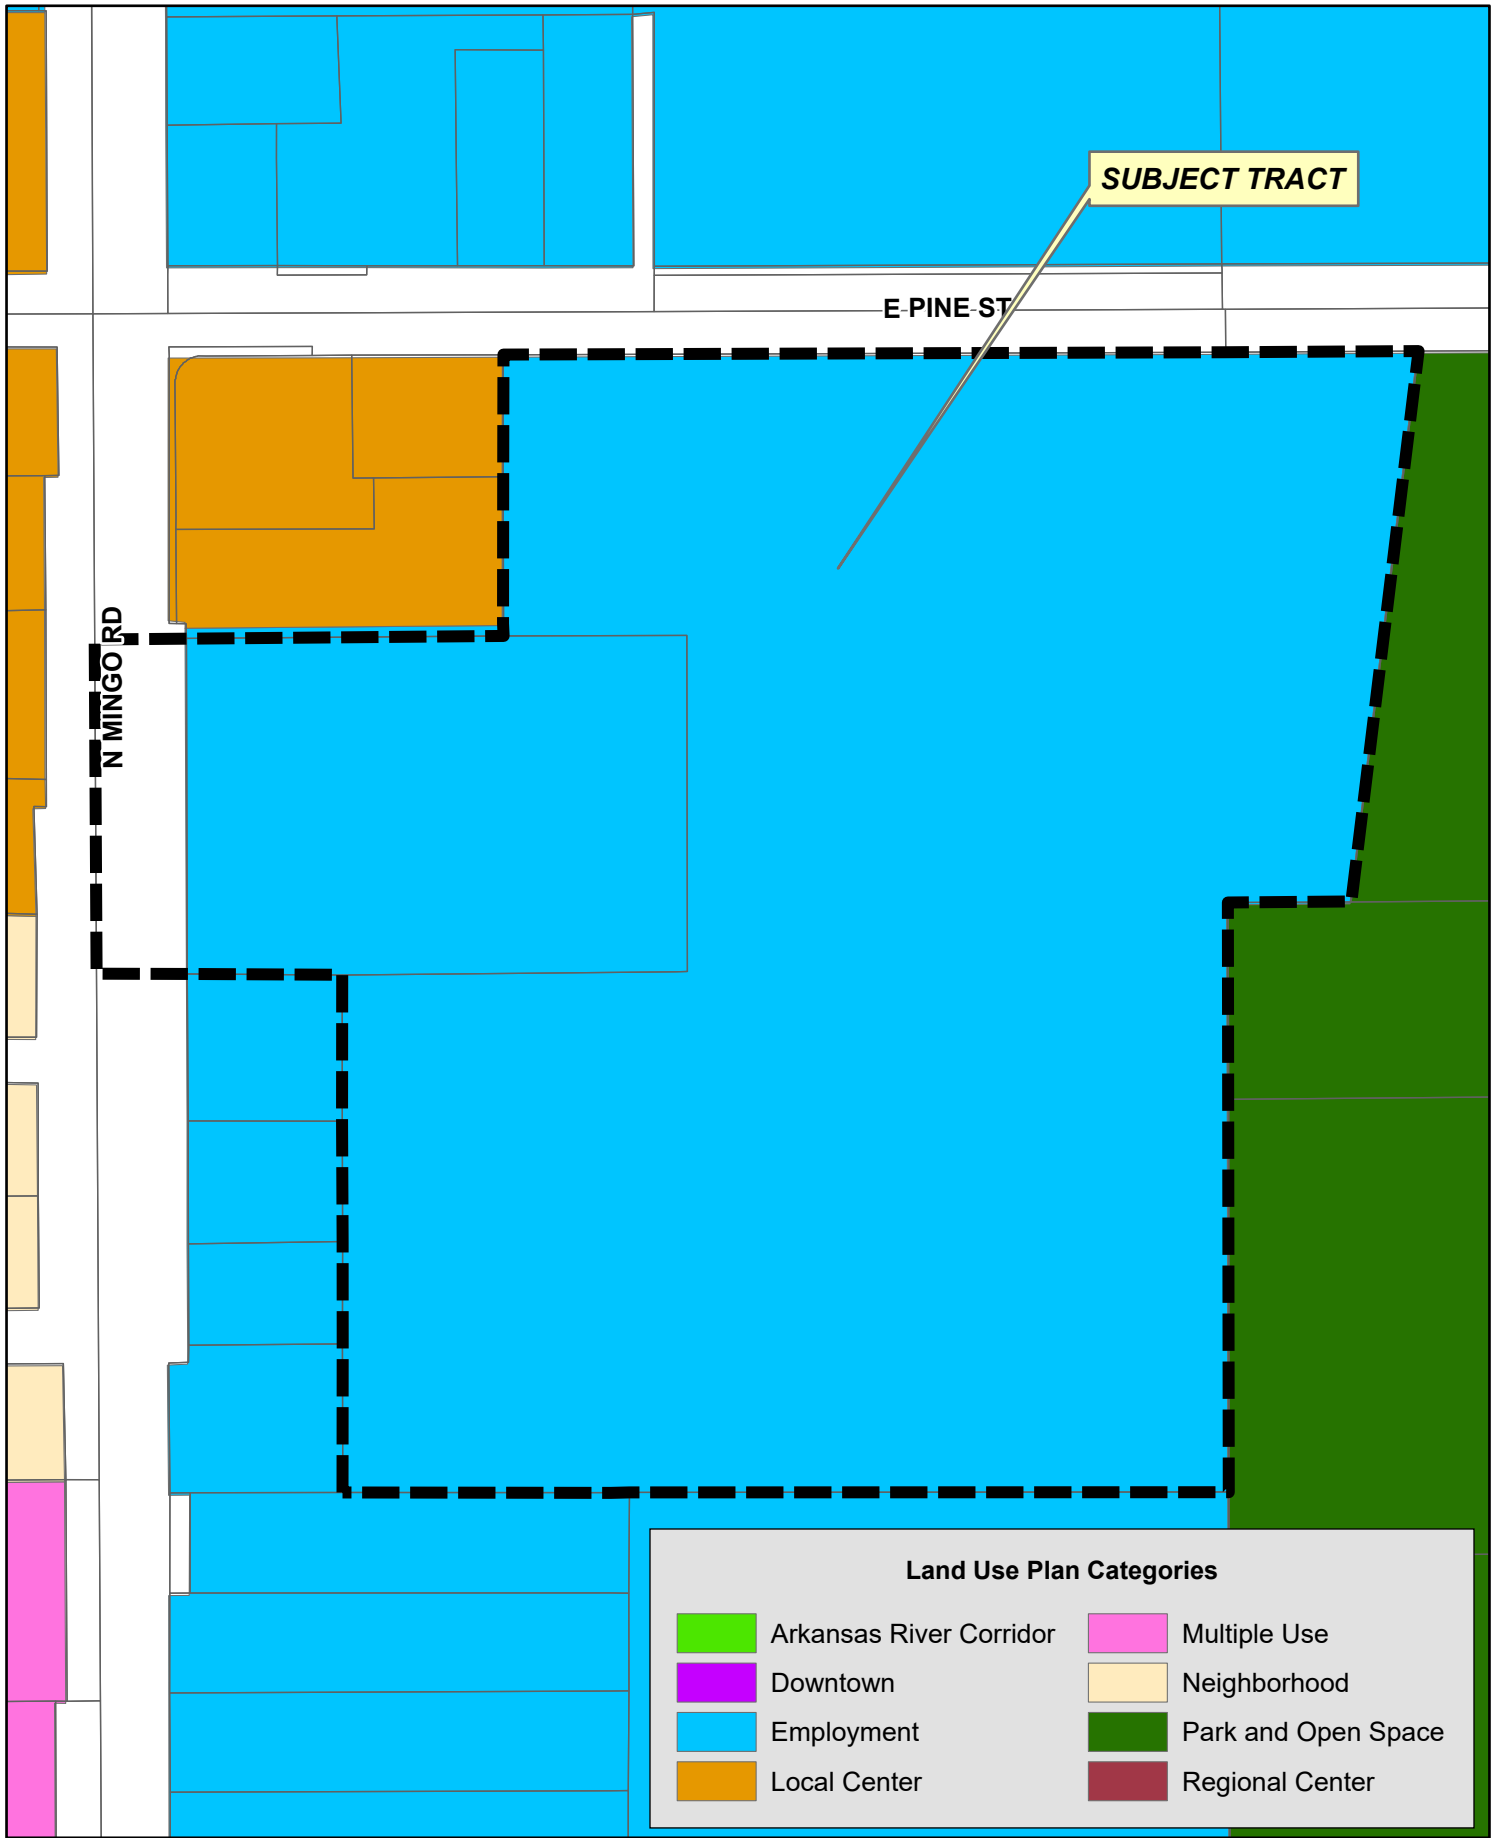 SUBJECT TRACT
E PINE ST
N MINGO RD
Land Use Plan Categories
Arkansas River Corridor
Downtown
Employment
Local Center
Multiple Use
Neighborhood
Park and Open Space
Regional Center